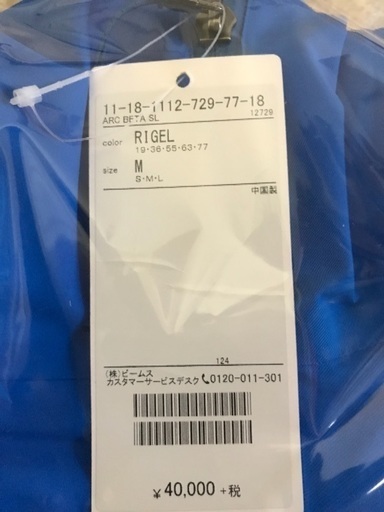 11-18-1112-729-77-18
ARC BETA SL 12729
color RIGEL
19・36・55・63・77
size M
S・M・L
中国製
124
(株)ビームス
カスタマーサービスデスク 0120-011-301
¥40,000 +税